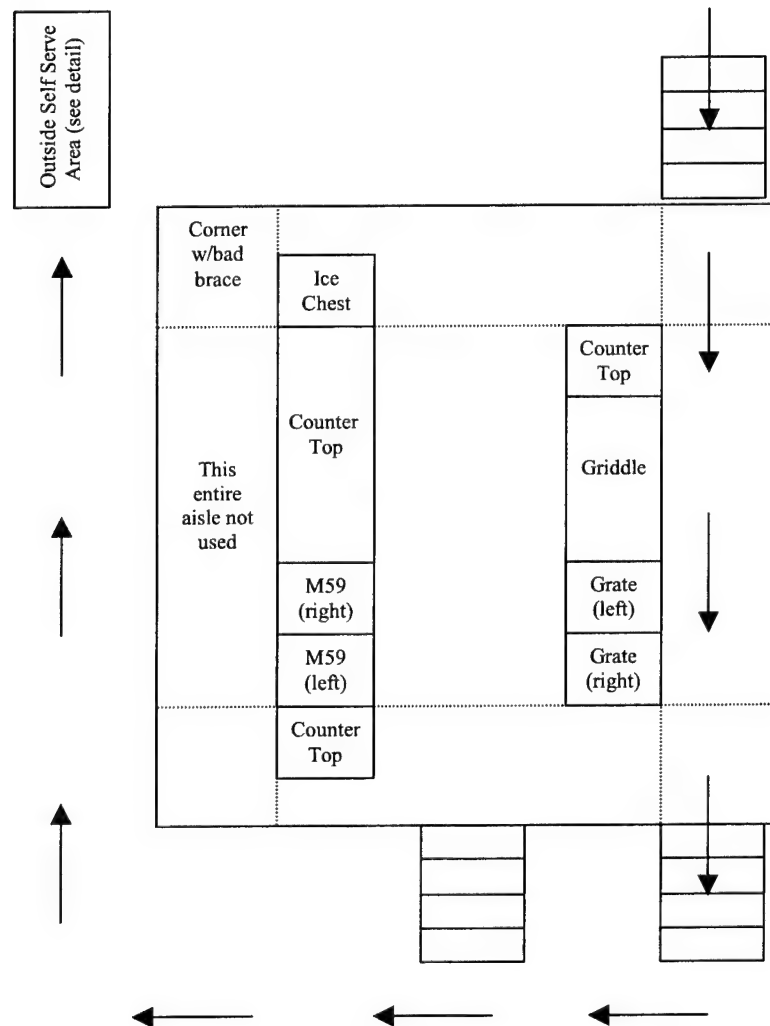 Outside Self Serve
Area (see detail)
Corner
w/bad
brace
Ice
Chest
Counter
Top
Counter
Top
Griddle
This
entire
aisle not
used
M59
(right)
Grate
(left)
M59
(left)
Grate
(right)
Counter
Top